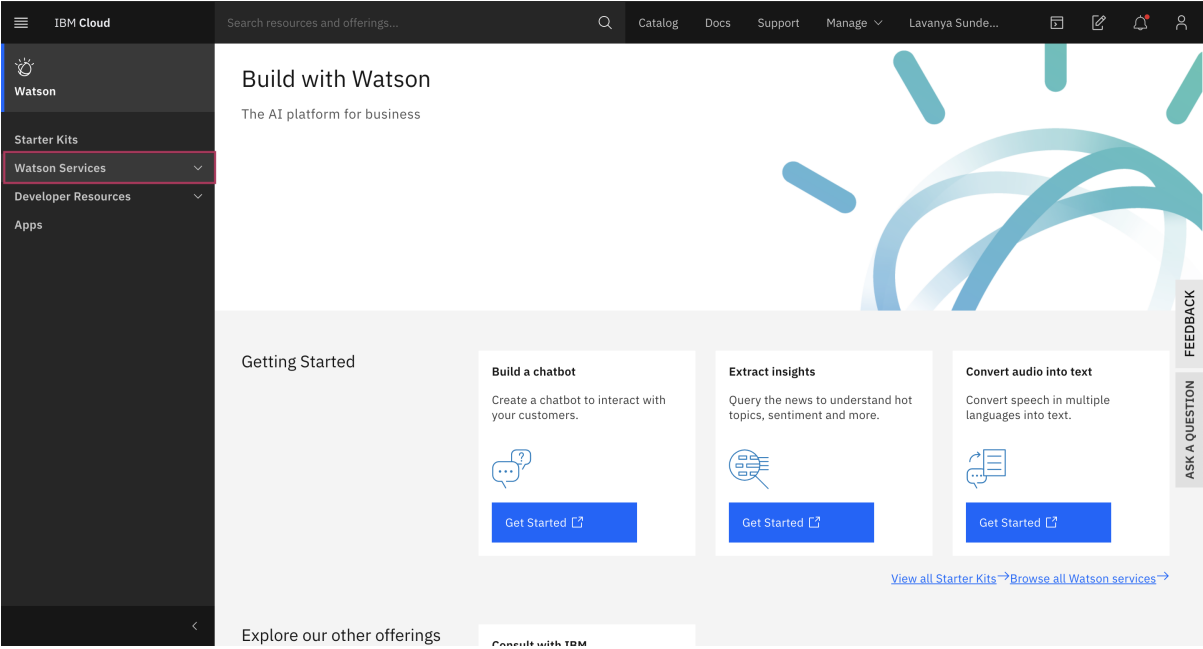 IBM Cloud
Search resources and offerings...
Catalog
Docs
Support
Manage
Lavanya Sunde...
Watson
Starter Kits
Watson Services
Developer Resources
Apps
Build with Watson
The AI platform for business
Getting Started
Build a chatbot
Create a chatbot to interact with
your customers.
?
Get Started
Extract insights
Query the news to understand hot
topics, sentiment and more.
Get Started
Convert audio into text
Convert speech in multiple
languages into text.
Get Started
View all Starter Kits
Browse all Watson services
Explore our other offerings
Consult with IBM
FEEDBACK
ASK A QUESTION